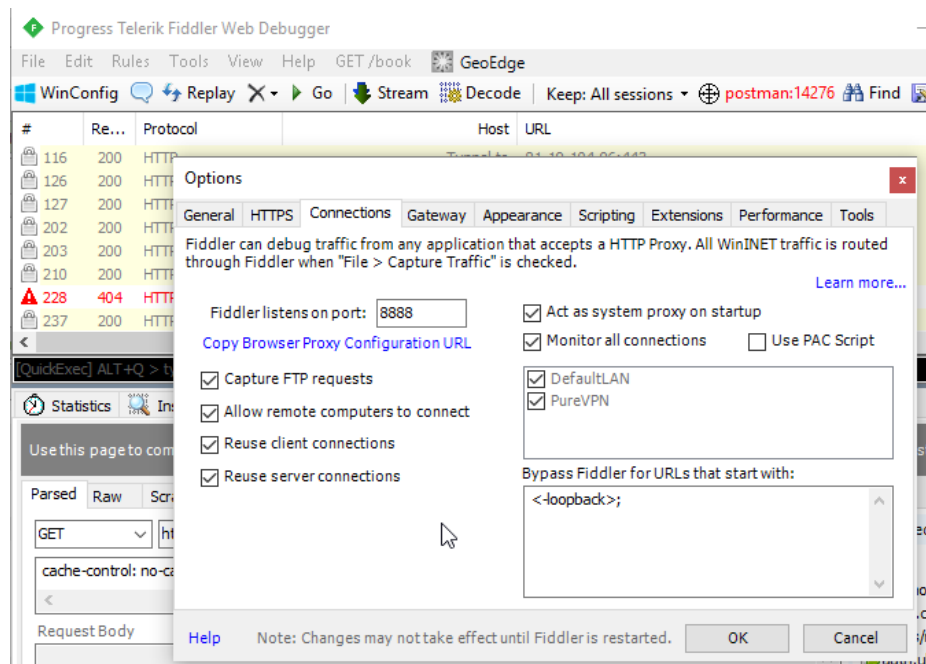 Progress Telerik Fiddler Web Debugger
File Edit Rules Tools View Help GET /book GeoEdge
WinConfig Replay X Go Stream Decode Keep: All sessions postman:14276 Find
# Re... Protocol Host URL
116 200 HTTP
126 200 HTTP
127 200 HTTP
202 200 HTTP
203 200 HTTP
210 200 HTTP
228 404 HTTP
237 200 HTTP
[QuickExec] ALT+Q >
Statistics
Use this page to
Parsed Raw
GET
cache-control:
Request Body
Options
General HTTPS Connections Gateway Appearance Scripting Extensions Performance Tools
Fiddler can debug traffic from any application that accepts a HTTP Proxy. All WinINET traffic is routed
through Fiddler when "File > Capture Traffic" is checked.
Learn more...
Fiddler listens on port: 8888
Copy Browser Proxy Configuration URL
Capture FTP requests
Allow remote computers to connect
Reuse client connections
Reuse server connections
Act as system proxy on startup
Monitor all connections Use PAC Script
DefaultLAN
PureVPN
Bypass Fiddler for URLs that start with:
<-loopback>;
Help Note: Changes may not take effect until Fiddler is restarted. OK Cancel